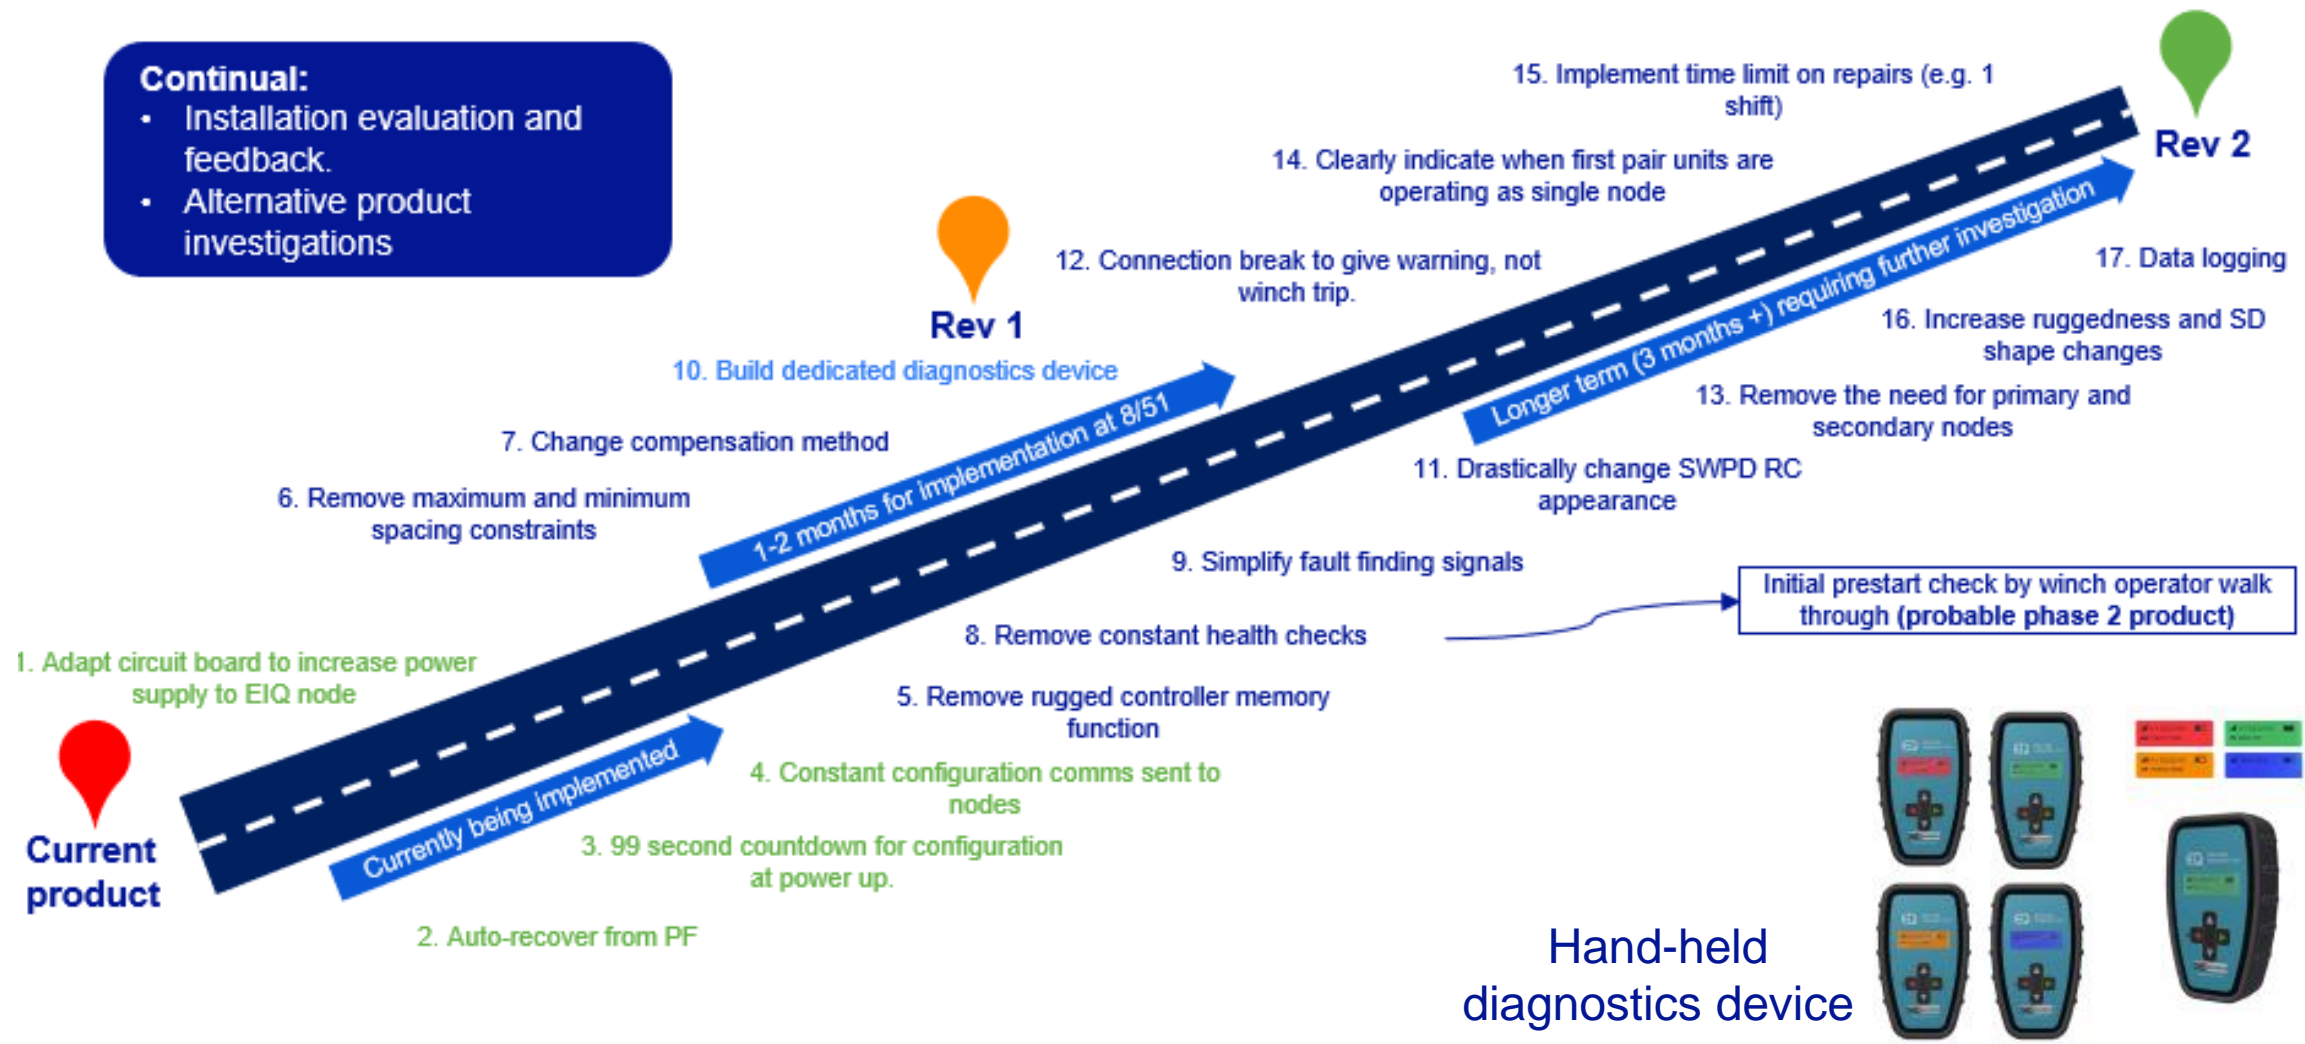 Continual:
• Installation evaluation and
feedback.
• Alternative product
investigations
15. Implement time limit on repairs (e.g. 1
shift)
Rev 2
14. Clearly indicate when first pair units are
operating as single node
12. Connection break to give warning, not
winch trip.
Rev 1
10. Build dedicated diagnostics device
7. Change compensation method
6. Remove maximum and minimum
spacing constraints
1-2 months for implementation at 8/51
Longer term (3 months +) requiring further investigation
17. Data logging
16. Increase ruggedness and SD
shape changes
13. Remove the need for primary and
secondary nodes
11. Drastically change SWPD RC
appearance
9. Simplify fault finding signals
Initial prestart check by winch operator walk
through (probable phase 2 product)
8. Remove constant health checks
1. Adapt circuit board to increase power
supply to EIQ node
5. Remove rugged controller memory
function
Currently being implemented
4. Constant configuration comms sent to
nodes
3. 99 second countdown for configuration
at power up.
2. Auto-recover from PF
Current
product
Hand-held
diagnostics device